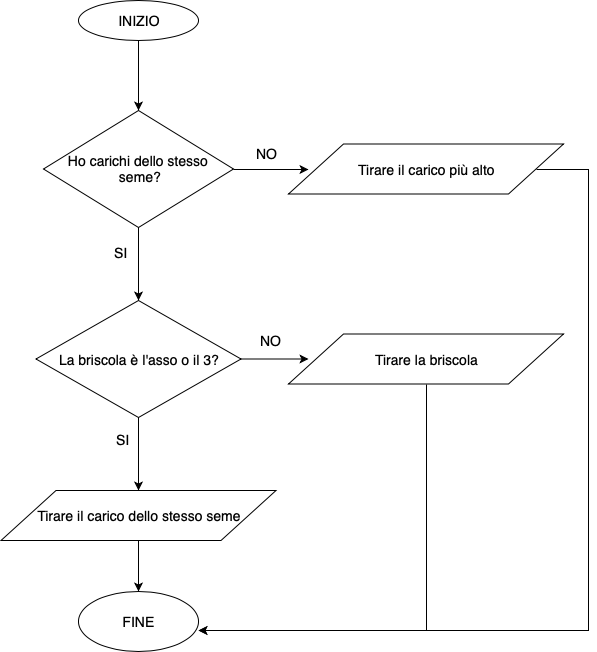 INIZIO
Ho carichi dello stesso
seme?
NO
Tirare il carico più alto
SI
La briscola è l'asso o il 3?
NO
Tirare la briscola
SI
Tirare il carico dello stesso seme
FINE